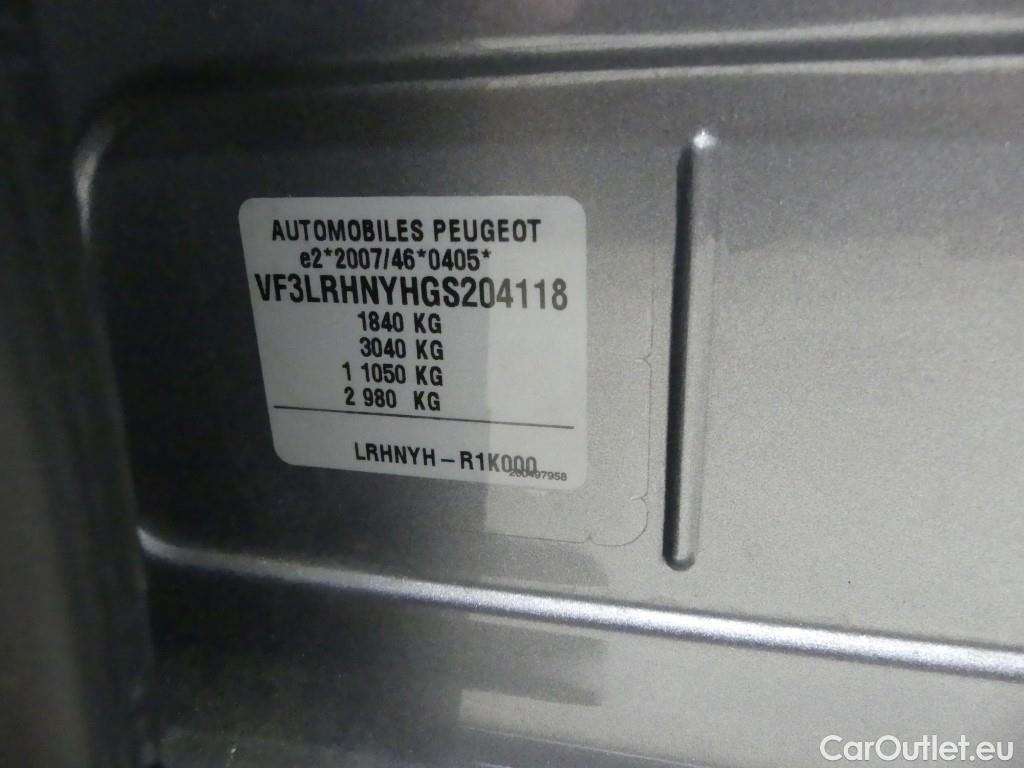 AUTOMOBILES PEUGEOT
e2*2007/46*0405*
VF3LRHNYHGS204118
1840 KG
3040 KG
1 1050 KG
2 980 KG
LRHNYH-R1K000
200497958
CarOutlet.eu